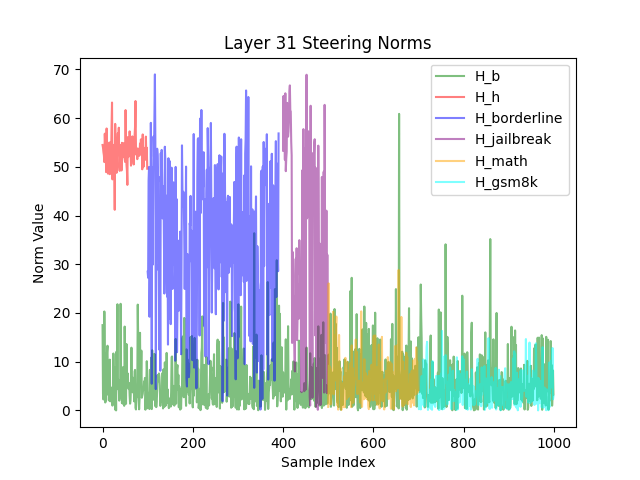 Layer 31 Steering Norms
70
60
50
40
30
20
10
0
Norm Value
H_b
H_h
H_borderline
H_jailbreak
H_math
H_gsm8k
0
200
400
600
800
1000
Sample Index